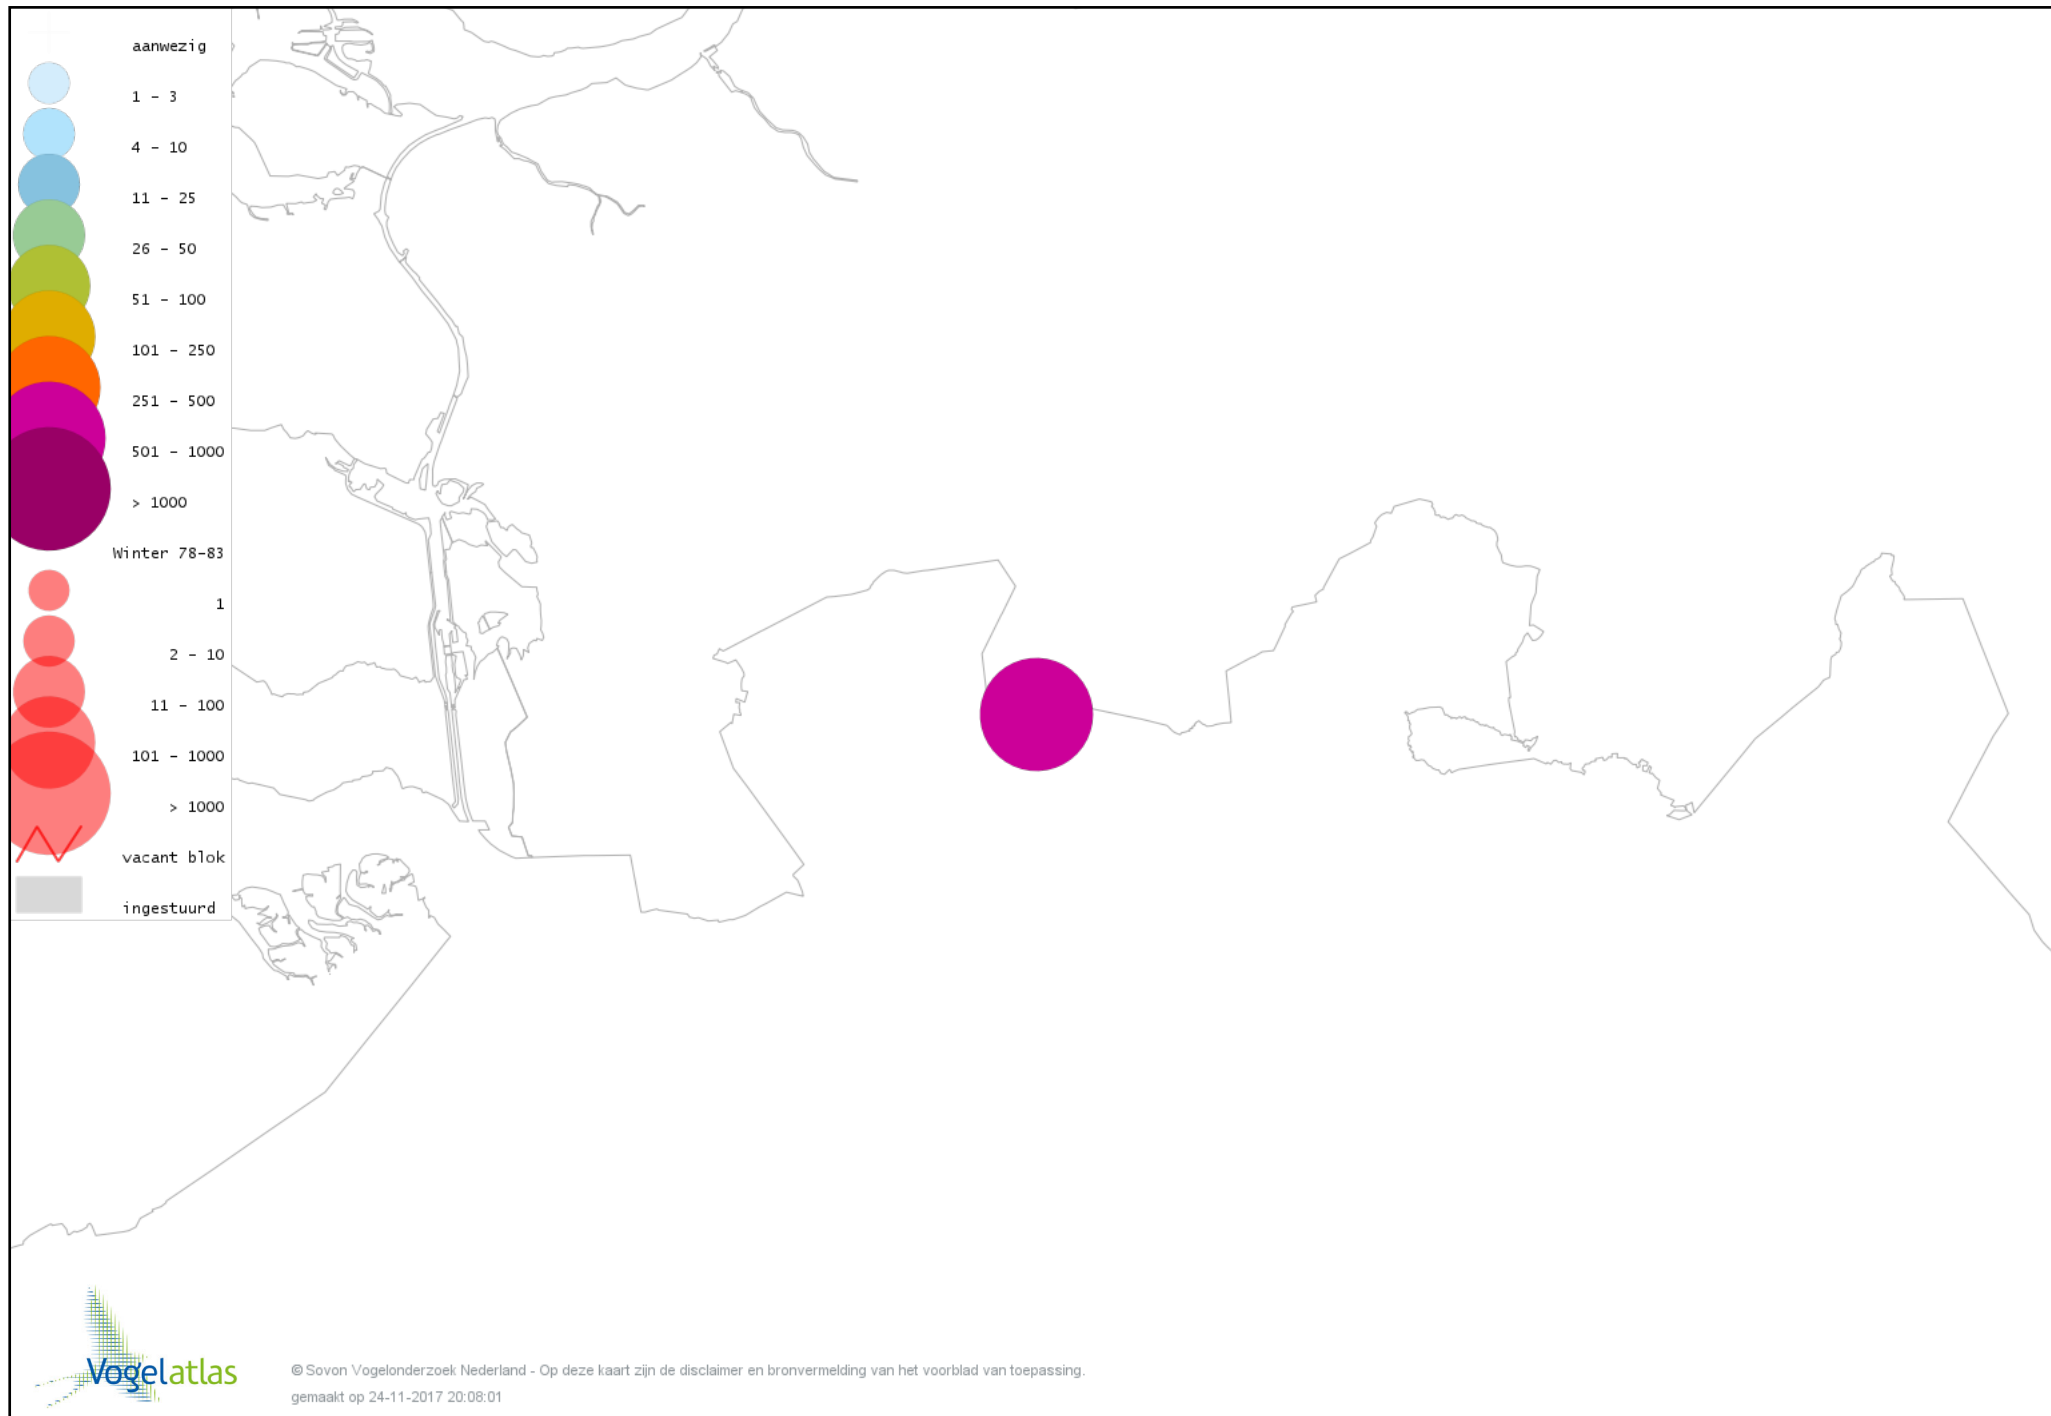 aanwezig
1 - 3
4 - 10
11 - 25
26 - 50
51 - 100
101 - 250
251 - 500
501 - 1000
> 1000
Winter 78-83
1
2 - 10
11 - 100
101 - 1000
> 1000
vacant blok
ingestuurd
Vogelatlas
© Sovon Vogelonderzoek Nederland - Op deze kaart zijn de disclaimer en bronvermelding van het voorblad van toepassing.
gemaakt op 24-11-2017 20:08:01